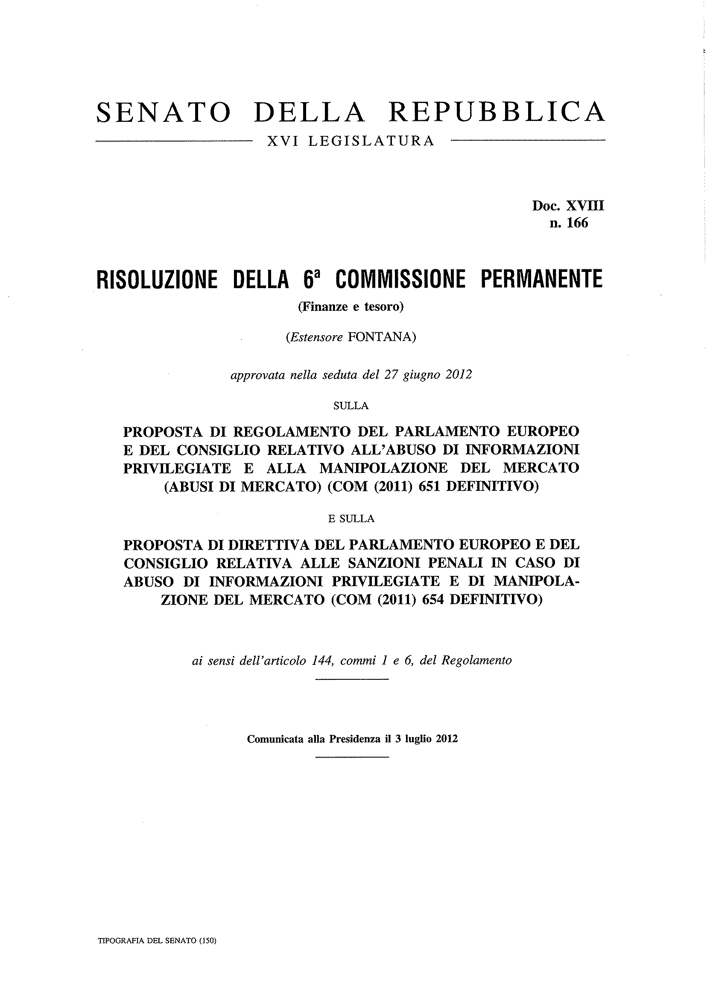 SENATO DELLA REPUBBLICA
XVI LEGISLATURA
Doc. XVIII
n. 166
RISOLUZIONE DELLA 6ª COMMISSIONE PERMANENTE
(Finanze e tesoro)
(Estensore FONTANA)
approvata nella seduta del 27 giugno 2012
SULLA
PROPOSTA DI REGOLAMENTO DEL PARLAMENTO EUROPEO
E DEL CONSIGLIO RELATIVO ALL'ABUSO DI INFORMAZIONI
PRIVILEGIATE E ALLA MANIPOLAZIONE DEL MERCATO
(ABUSI DI MERCATO) (COM (2011) 651 DEFINITIVO)
E SULLA
PROPOSTA DI DIRETTIVA DEL PARLAMENTO EUROPEO E DEL
CONSIGLIO RELATIVA ALLE SANZIONI PENALI IN CASO DI
ABUSO DI INFORMAZIONI PRIVILEGIATE E DI MANIPOLA-
ZIONE DEL MERCATO (COM (2011) 654 DEFINITIVO)
ai sensi dell'articolo 144, commi 1 e 6, del Regolamento
Comunicata alla Presidenza il 3 luglio 2012
TIPOGRAFIA DEL SENATO (150)